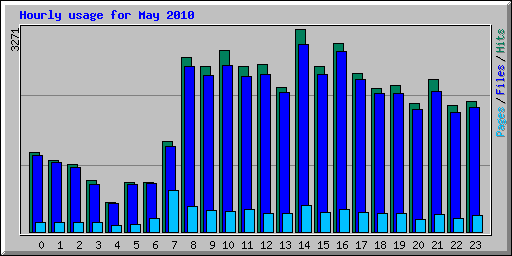 Hourly usage for May 2010
3271
Pages/Files/Hits
0 1 2 3 4 5 6 7 8 9 10 11 12 13 14 15 16 17 18 19 20 21 22 23